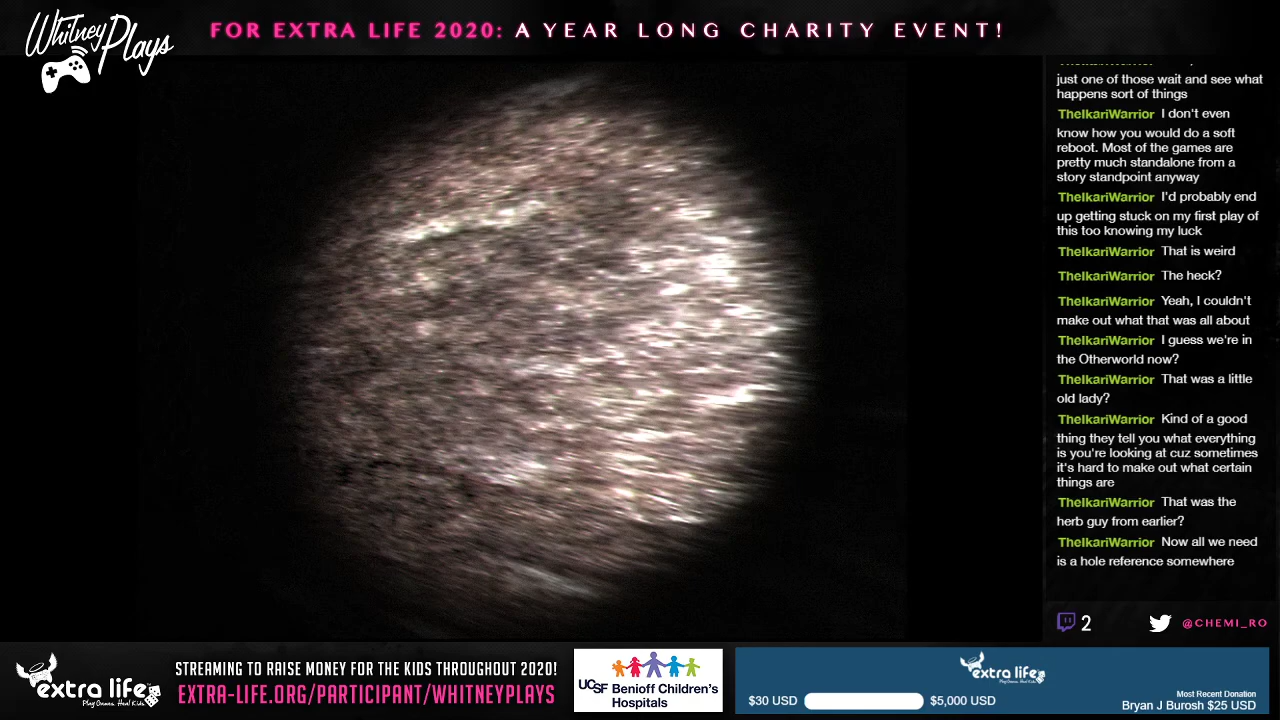 Whitney Plays
FOR EXTRA LIFE 2020: A YEAR LONG CHARITY EVENT!
just one of those wait and see what
happens sort of things
TheIkariWarrior I don't even
know how you would do a soft
reboot. Most of the games are
pretty much standalone from a
story standpoint anyway
TheIkariWarrior I'd probably end
up getting stuck on my first play of
this too knowing my luck
TheIkariWarrior That is weird
TheIkariWarrior The heck?
TheIkariWarrior Yeah, I couldn't
make out what that was all about
TheIkariWarrior I guess we're in
the Otherworld now?
TheIkariWarrior That was a little
old lady?
TheIkariWarrior Kind of a good
thing they tell you what everything
is you're looking at cuz sometimes
it's hard to make out what certain
things are
TheIkariWarrior That was the
herb guy from earlier?
TheIkariWarrior Now all we need
is a hole reference somewhere
2 @CHEMI_RO
extra life
Play Games. Heal Kids.
STREAMING TO RAISE MONEY FOR THE KIDS THROUGHOUT 2020!
EXTRA-LIFE.ORG/PARTICIPANT/WHITNEYPLAYS
UCSF Benioff Children's
Hospitals
extra life
Play Games. Heal Kids.
$30 USD $5,000 USD
Most Recent Donation
Bryan J Burosh $25 USD